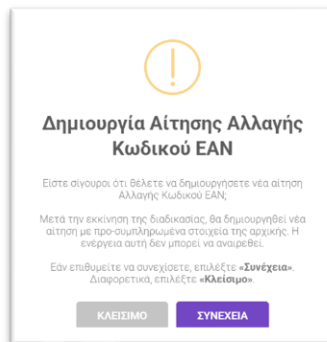 Δημιουργία Αίτησης Αλλαγής
Κωδικού EAN
Είστε σίγουροι ότι θέλετε να δημιουργήσετε νέα αίτηση
Αλλαγής Κωδικού EAN;
Μετά την εκκίνηση της διαδικασίας, θα δημιουργηθεί νέα
αίτηση με προ-συμπληρωμένα στοιχεία της αρχικής. Η
ενέργεια αυτή δεν μπορεί να αναιρεθεί.
Εάν επιθυμείτε να συνεχίσετε, επιλέξτε «Συνέχεια».
Διαφορετικά, επιλέξτε «Κλείσιμο».
ΚΛΕΙΣΙΜΟ ΣΥΝΕΧΕΙΑ